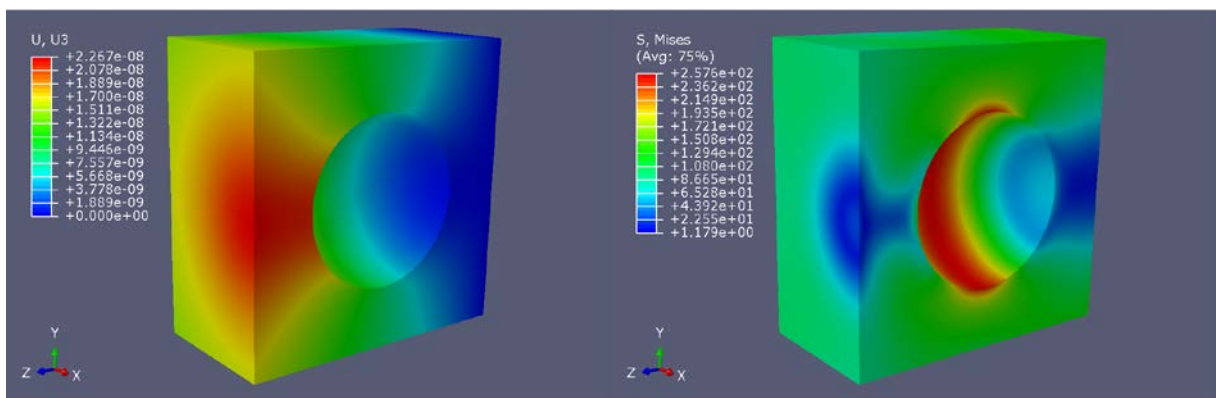 U, U3
+2.267e-08
+2.078e-08
+1.889e-08
+1.700e-08
+1.511e-08
+1.322e-08
+1.134e-08
+9.446e-09
+7.557e-09
+5.668e-09
+3.778e-09
+1.889e-09
+0.000e+00
Y
Z
X
S, Mises
(Avg: 75%)
+2.576e+02
+2.362e+02
+2.149e+02
+1.935e+02
+1.721e+02
+1.508e+02
+1.294e+02
+1.080e+02
+8.665e+01
+6.528e+01
+4.392e+01
+2.255e+01
+1.179e+00
Y
Z
X